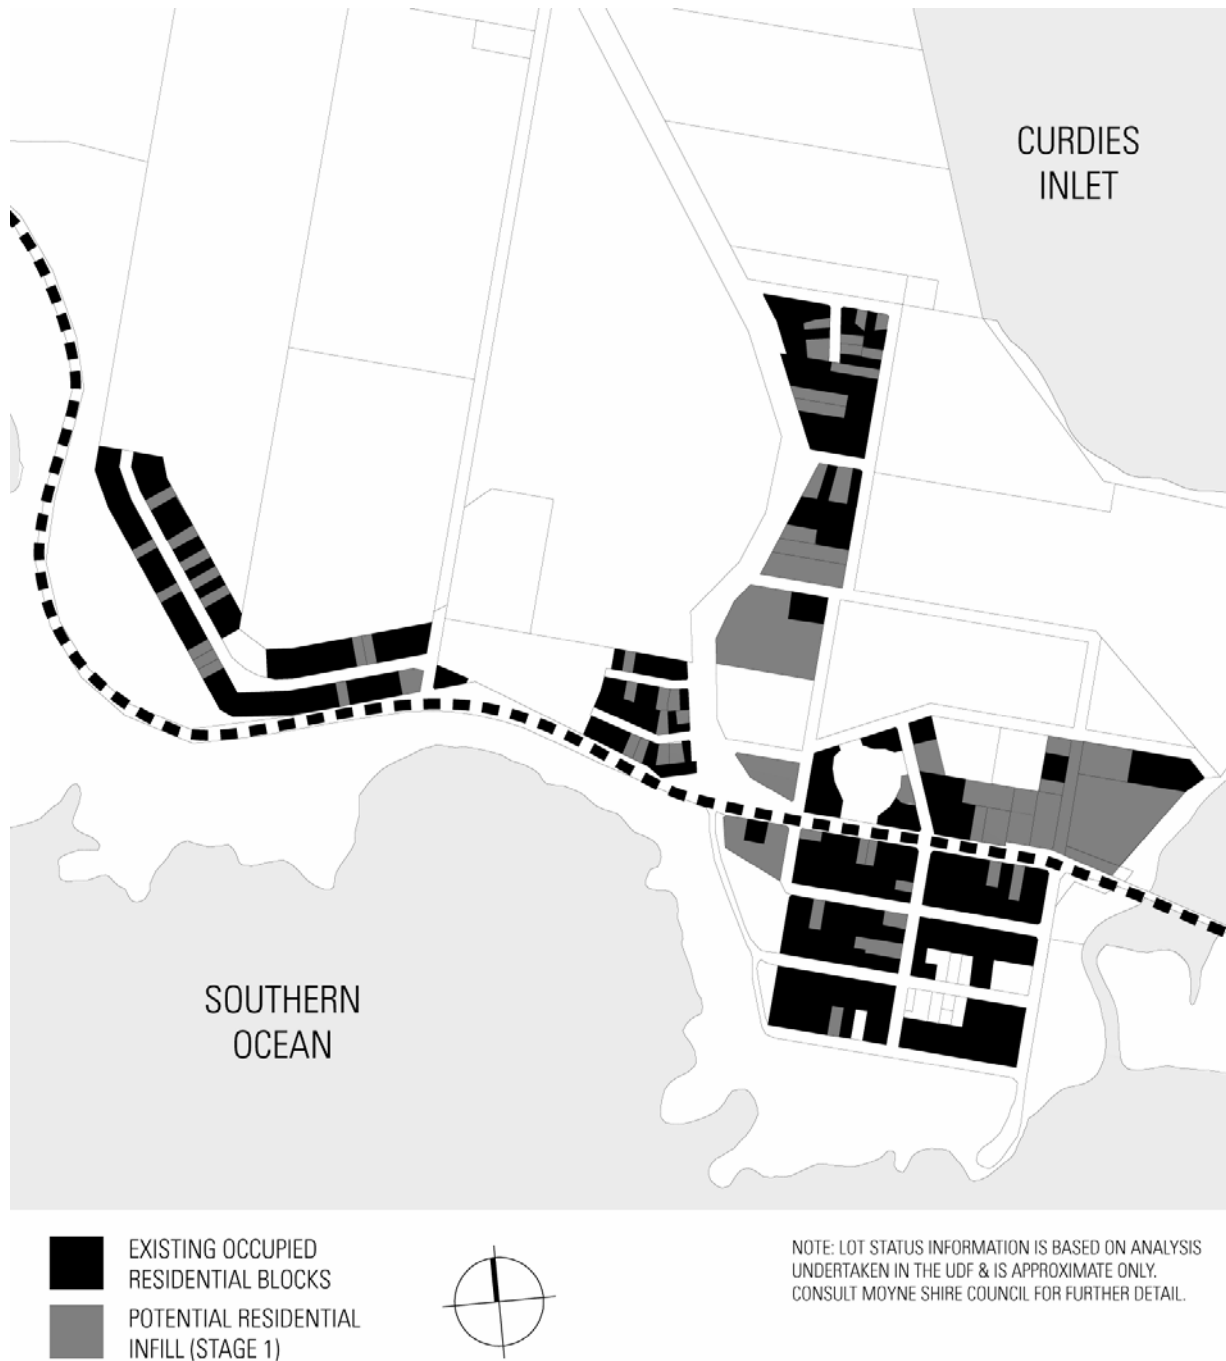 CURDIES
INLET
SOUTHERN
OCEAN
EXISTING OCCUPIED
RESIDENTIAL BLOCKS
POTENTIAL RESIDENTIAL
INFILL (STAGE 1)
NOTE: LOT STATUS INFORMATION IS BASED ON ANALYSIS
UNDERTAKEN IN THE UDF & IS APPROXIMATE ONLY.
CONSULT MOYNE SHIRE COUNCIL FOR FURTHER DETAIL.